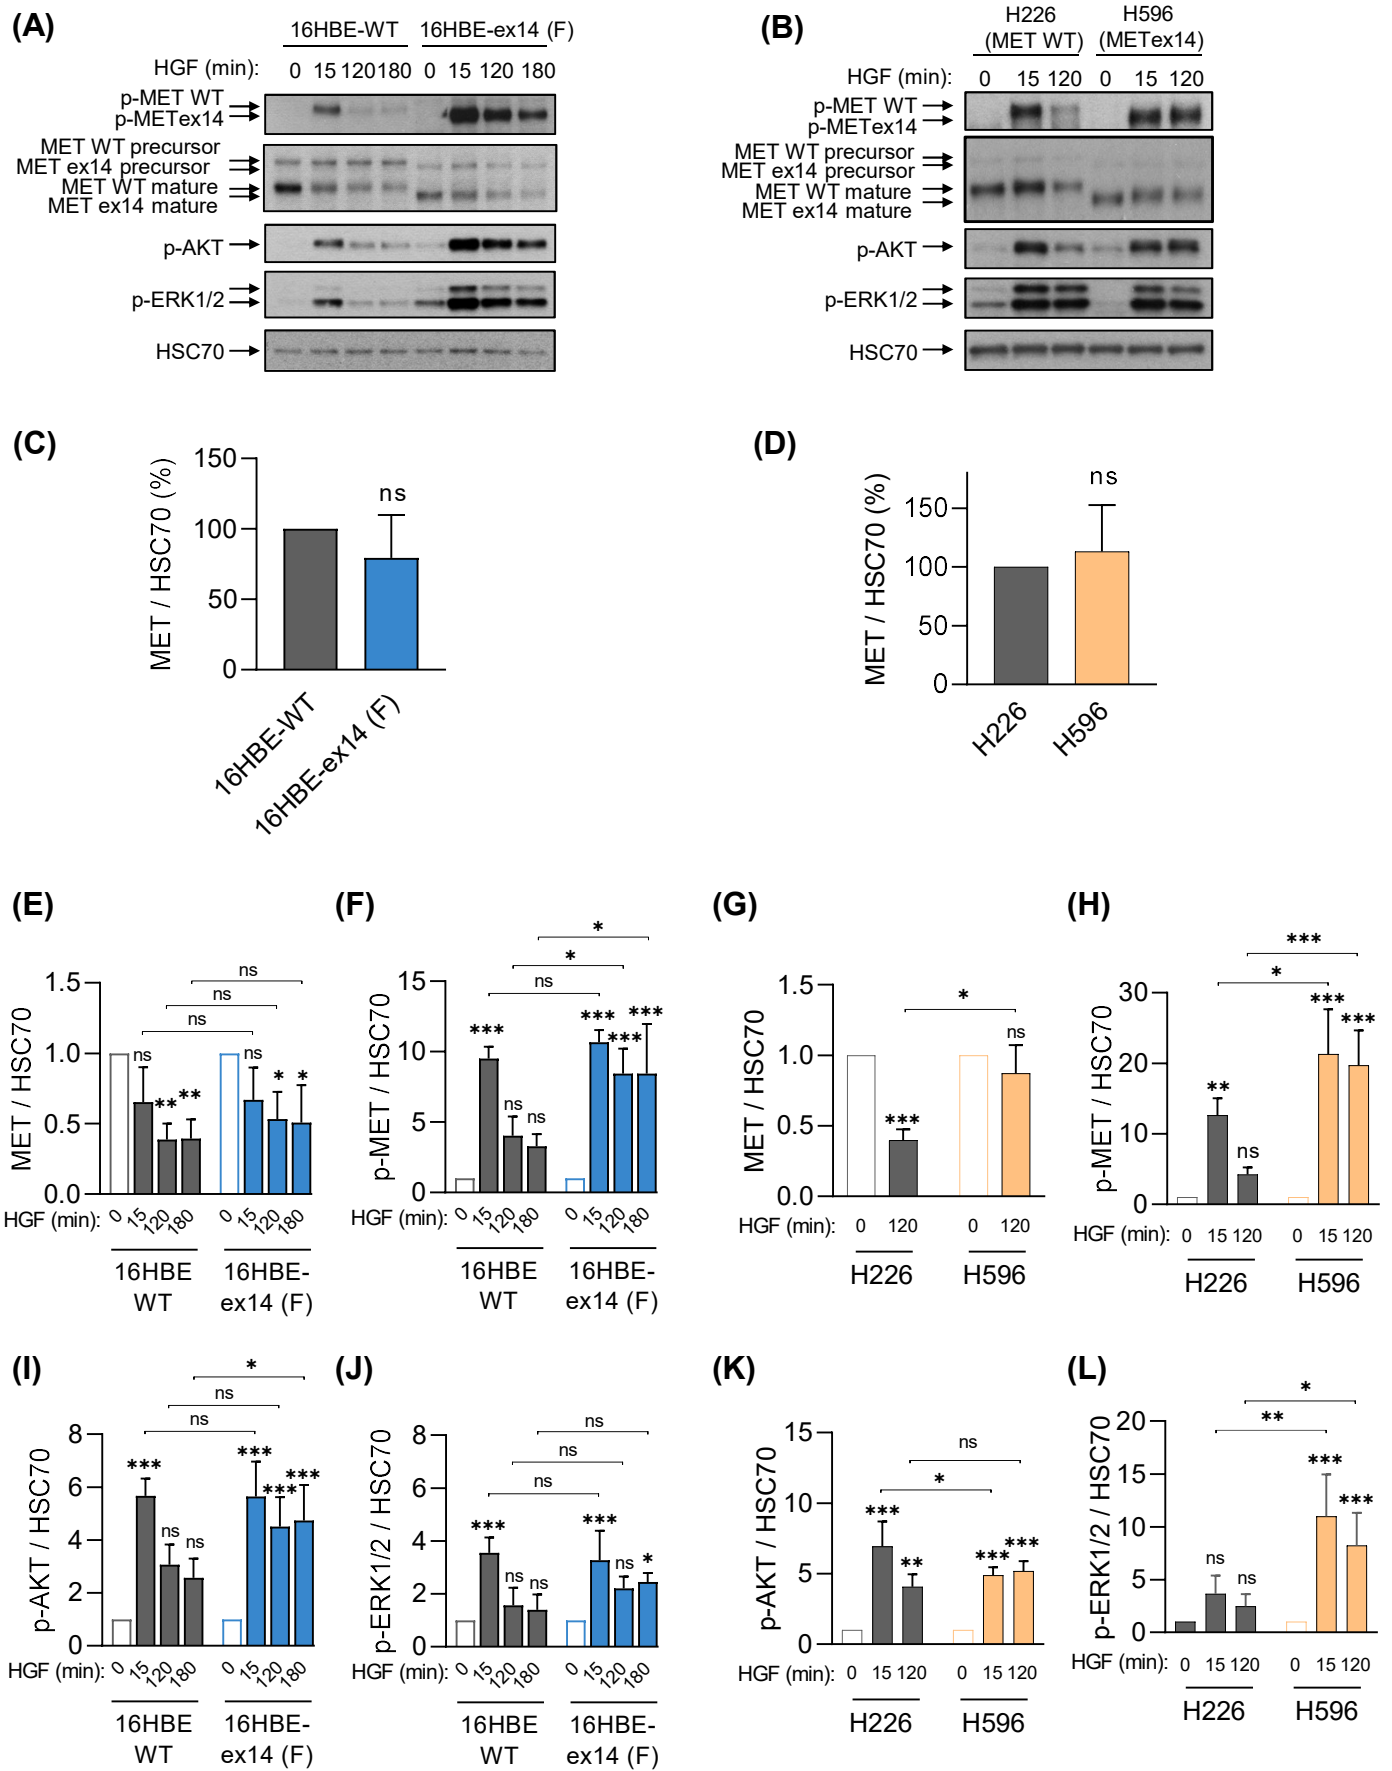 (A)
16HBE-WT 16HBE-ex14 (F)
HGF (min): 0 15 120 180 0 15 120 180
p-MET WT
p-METex14
MET WT precursor
MET ex14 precursor
MET WT mature
MET ex14 mature
p-AKT
p-ERK1/2
HSC70
(B)
H226 H596
(MET WT) (METex14)
HGF (min): 0 15 120 0 15 120
p-MET WT
p-METex14
MET WT precursor
MET ex14 precursor
MET WT mature
MET ex14 mature
p-AKT
p-ERK1/2
HSC70
(C)
MET / HSC70 (%)
150
100
50
0
ns
16HBE-WT
16HBE-ex14 (F)
(D)
MET / HSC70 (%)
150
100
50
0
ns
H226
H596
(E)
MET / HSC70
1.5
1.0
0.5
0.0
ns
ns
ns
ns ** ** ns * *
HGF (min): 0 15 120 180 0 15 120 180
16HBE 16HBE-
WT ex14 (F)
(F)
p-MET / HSC70
15
10
5
0
*
*
ns
*** ns ns *** *** ***
0 15 120 180 0 15 120 180
16HBE 16HBE-
WT ex14 (F)
(G)
MET / HSC70
1.5
1.0
0.5
0.0
*
*** ns
HGF (min): 0 120 0 120
H226 H596
(H)
p-MET / HSC70
30
20
10
0
***
*
** ns *** ***
HGF (min): 0 15 120 0 15 120
H226 H596
(I)
p-AKT / HSC70
8
6
4
2
0
*
ns
ns
*** ns ns *** *** ***
HGF (min): 0 15 120 180 0 15 120 180
16HBE 16HBE-
WT ex14 (F)
(J)
p-ERK1/2 / HSC70
8
6
4
2
0
ns
ns
ns
*** ns ns *** ns *
0 15 120 180 0 15 120 180
16HBE 16HBE-
WT ex14 (F)
(K)
p-AKT / HSC70
15
10
5
0
ns
*
*** ** *** ***
HGF (min): 0 15 120 0 15 120
H226 H596
(L)
p-ERK1/2 / HSC70
20
15
10
5
0
*
**
ns ns *** ***
HGF (min): 0 15 120 0 15 120
H226 H596